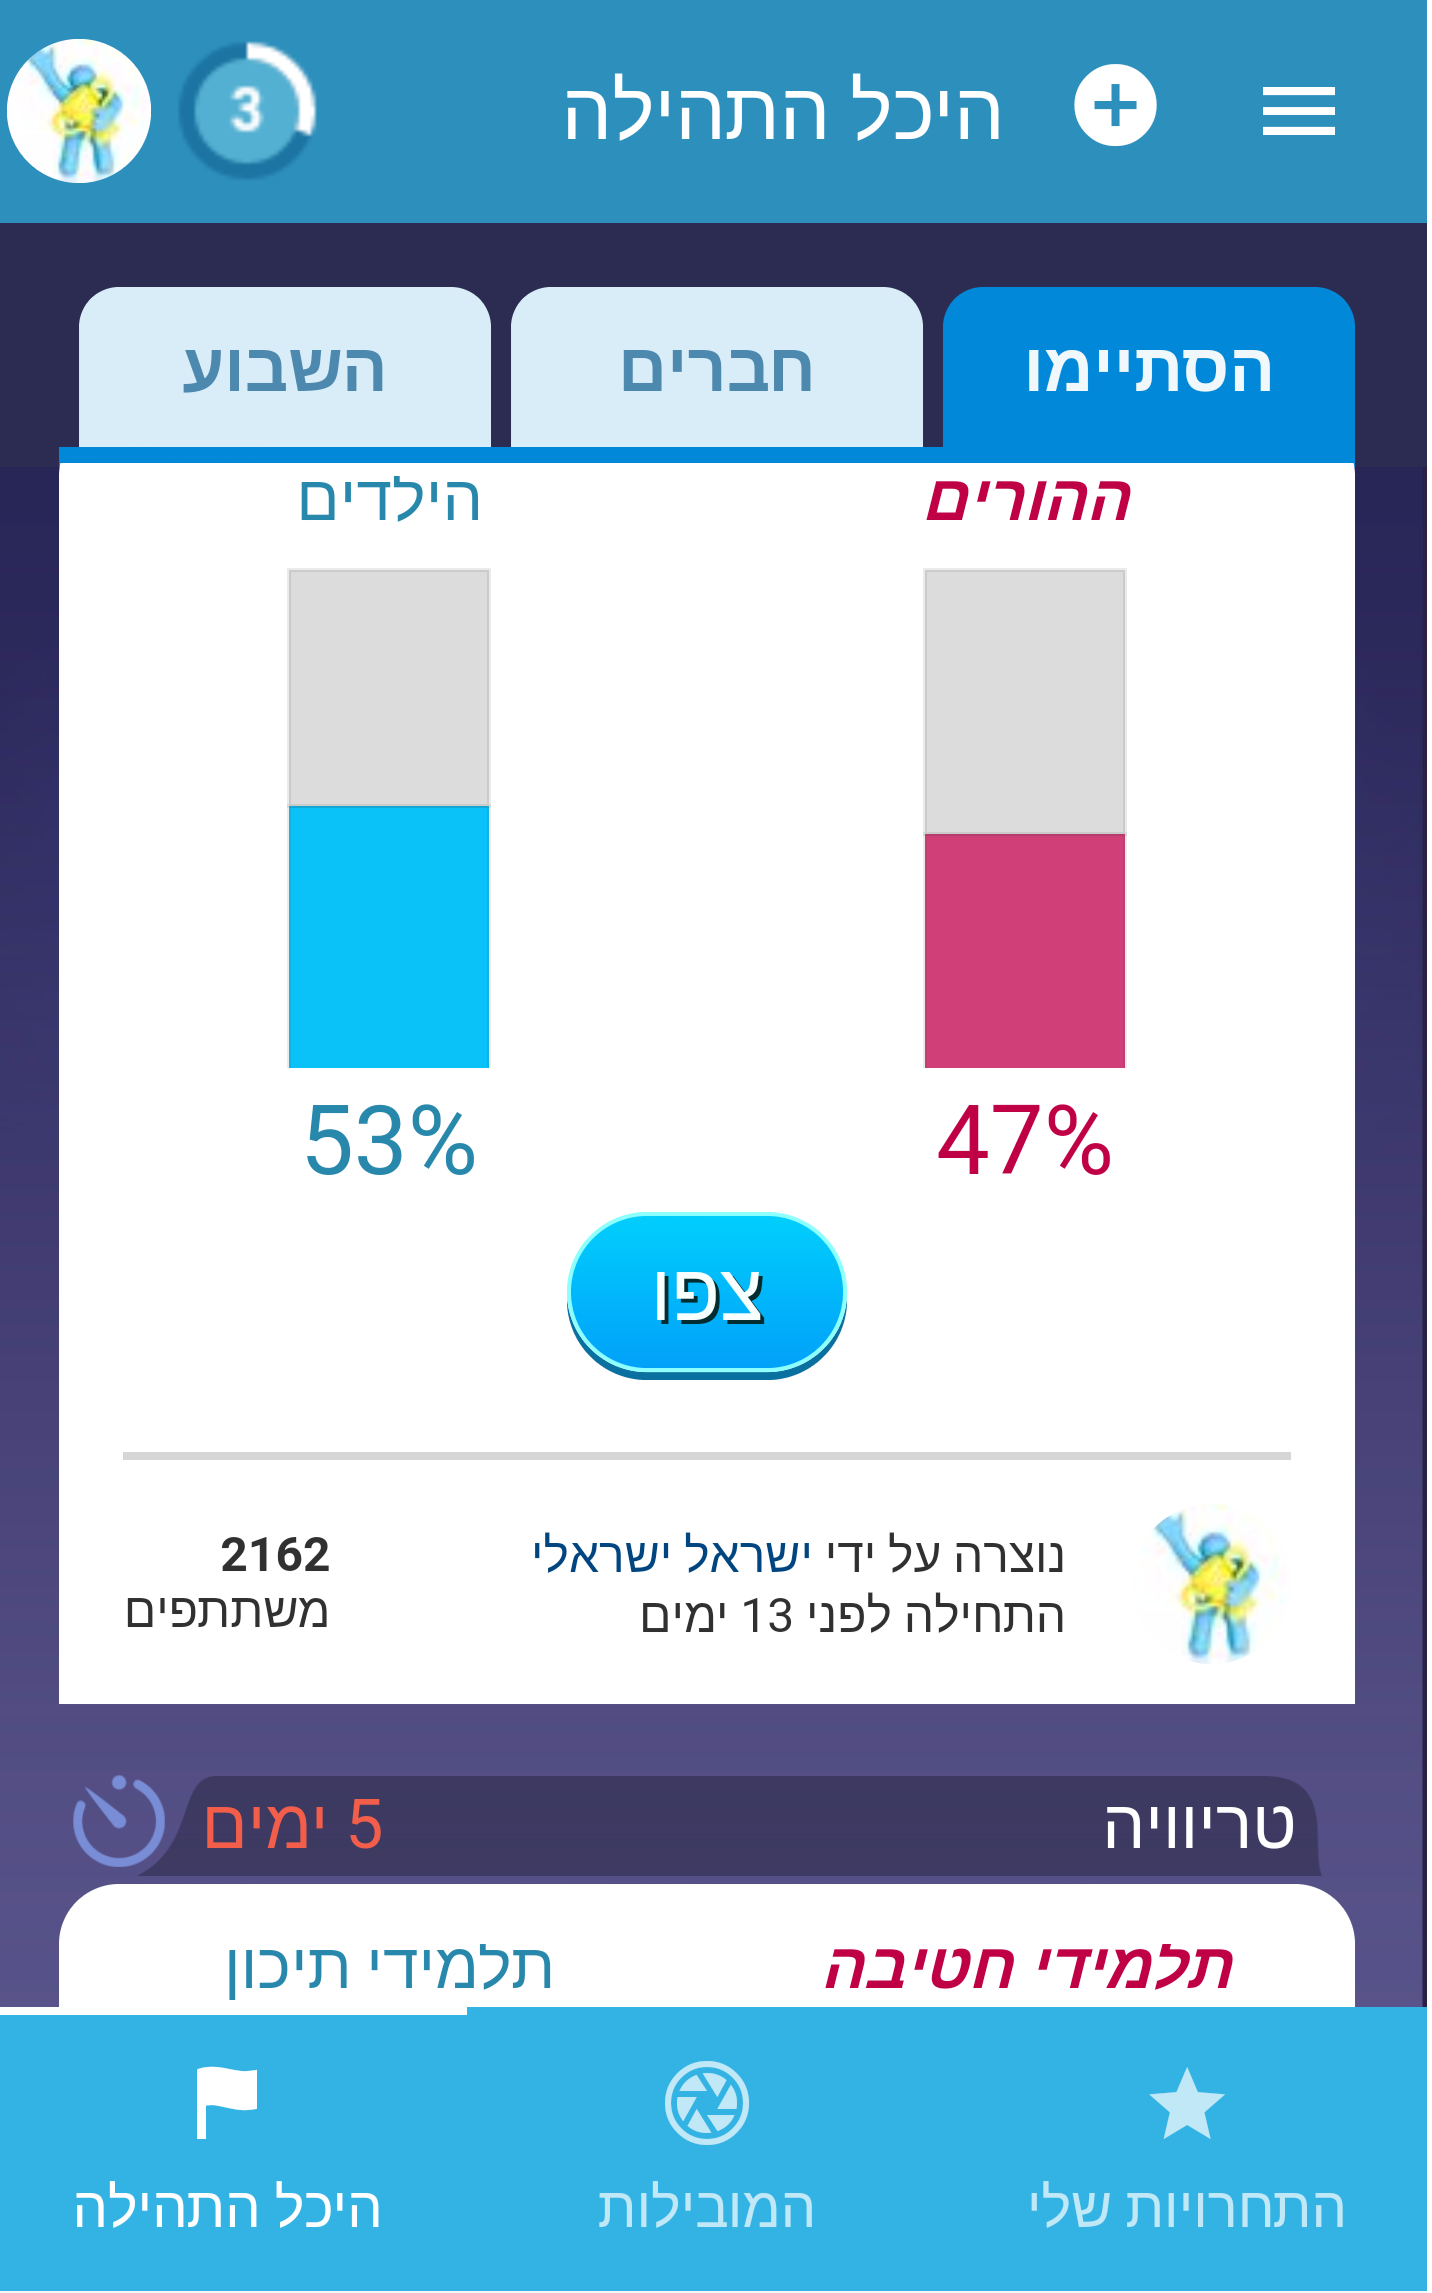 היכל התהילה
3
הסתיימו
חברים
השבוע
ההורים
הילדים
47%
53%
צפו
נוצרה על ידי ישראל ישראלי
התחילה לפני 13 ימים
2162
משתתפים
טריוויה
5 ימים
תלמידי חטיבה
תלמידי תיכון
התחרויות שלי
המובילות
היכל התהילה